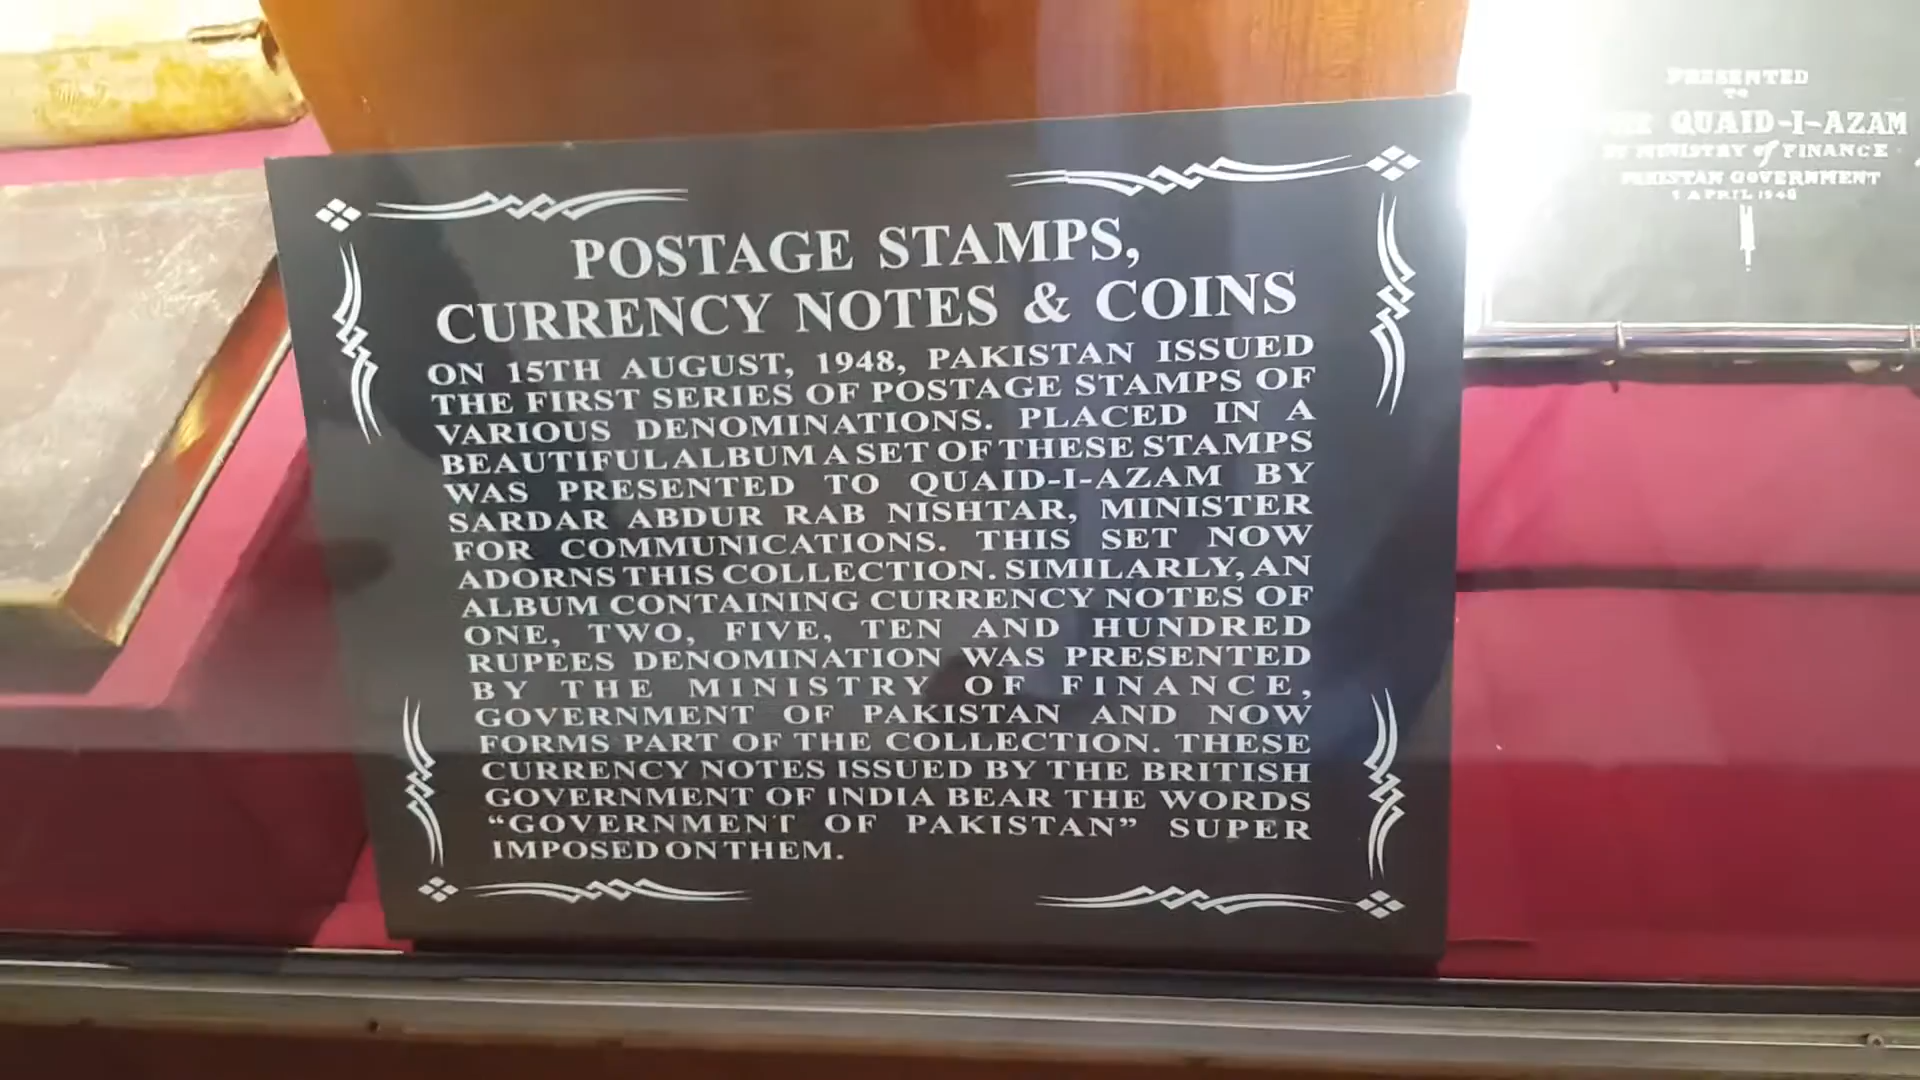 POSTAGE STAMPS,
CURRENCY NOTES & COINS
ON 15TH AUGUST, 1948, PAKISTAN ISSUED
THE FIRST SERIES OF POSTAGE STAMPS OF
VARIOUS DENOMINATIONS. PLACED IN A
BEAUTIFUL ALBUM A SET OF THESE STAMPS
WAS PRESENTED TO QUAID-I-AZAM BY
SARDAR ABDUR RAB NISHTAR, MINISTER
FOR COMMUNICATIONS. THIS SET NOW
ADORNS THIS COLLECTION. SIMILARLY, AN
ALBUM CONTAINING CURRENCY NOTES OF
ONE, TWO, FIVE, TEN AND HUNDRED
RUPEES DENOMINATION WAS PRESENTED
BY THE MINISTRY OF FINANCE,
GOVERNMENT OF PAKISTAN AND NOW
FORMS PART OF THE COLLECTION. THESE
CURRENCY NOTES ISSUED BY THE BRITISH
GOVERNMENT OF INDIA BEAR THE WORDS
“GOVERNMENT OF PAKISTAN” SUPER
IMPOSED ON THEM.
PRESENTED
TO
QUAID-I-AZAM
BY MINISTRY of FINANCE
PAKISTAN GOVERNMENT
APRIL 1948